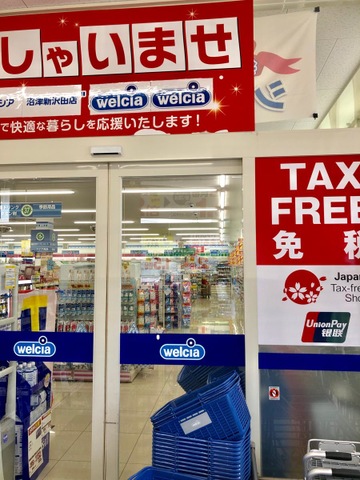 しゃいませ
ジア 沼津新沢田店 welcia welcia
で快適な暮らしを応援いたします!
TAX
FREE
免 税
Japan
Tax-free
Shop
UnionPay
银联
welcia
welcia